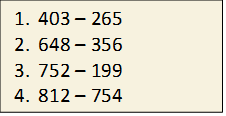 1. 403 – 265
2. 648 – 356
3. 752 – 199
4. 812 – 754